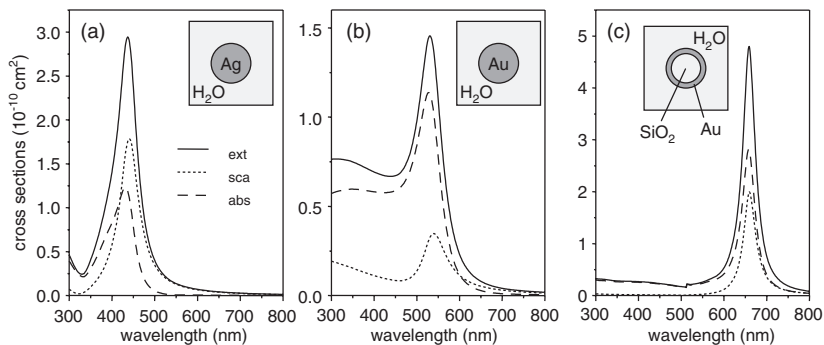 (a)
Ag
H₂O
ext
sca
abs
cross sections (10⁻¹⁰ cm²)
3.0
2.5
2.0
1.5
1.0
0.5
0.0
300 400 500 600 700 800
wavelength (nm)
(b)
Au
H₂O
1.5
1.0
0.5
0.0
300 400 500 600 700 800
wavelength (nm)
(c)
H₂O
SiO₂
Au
5
4
3
2
1
0
300 400 500 600 700 800
wavelength (nm)